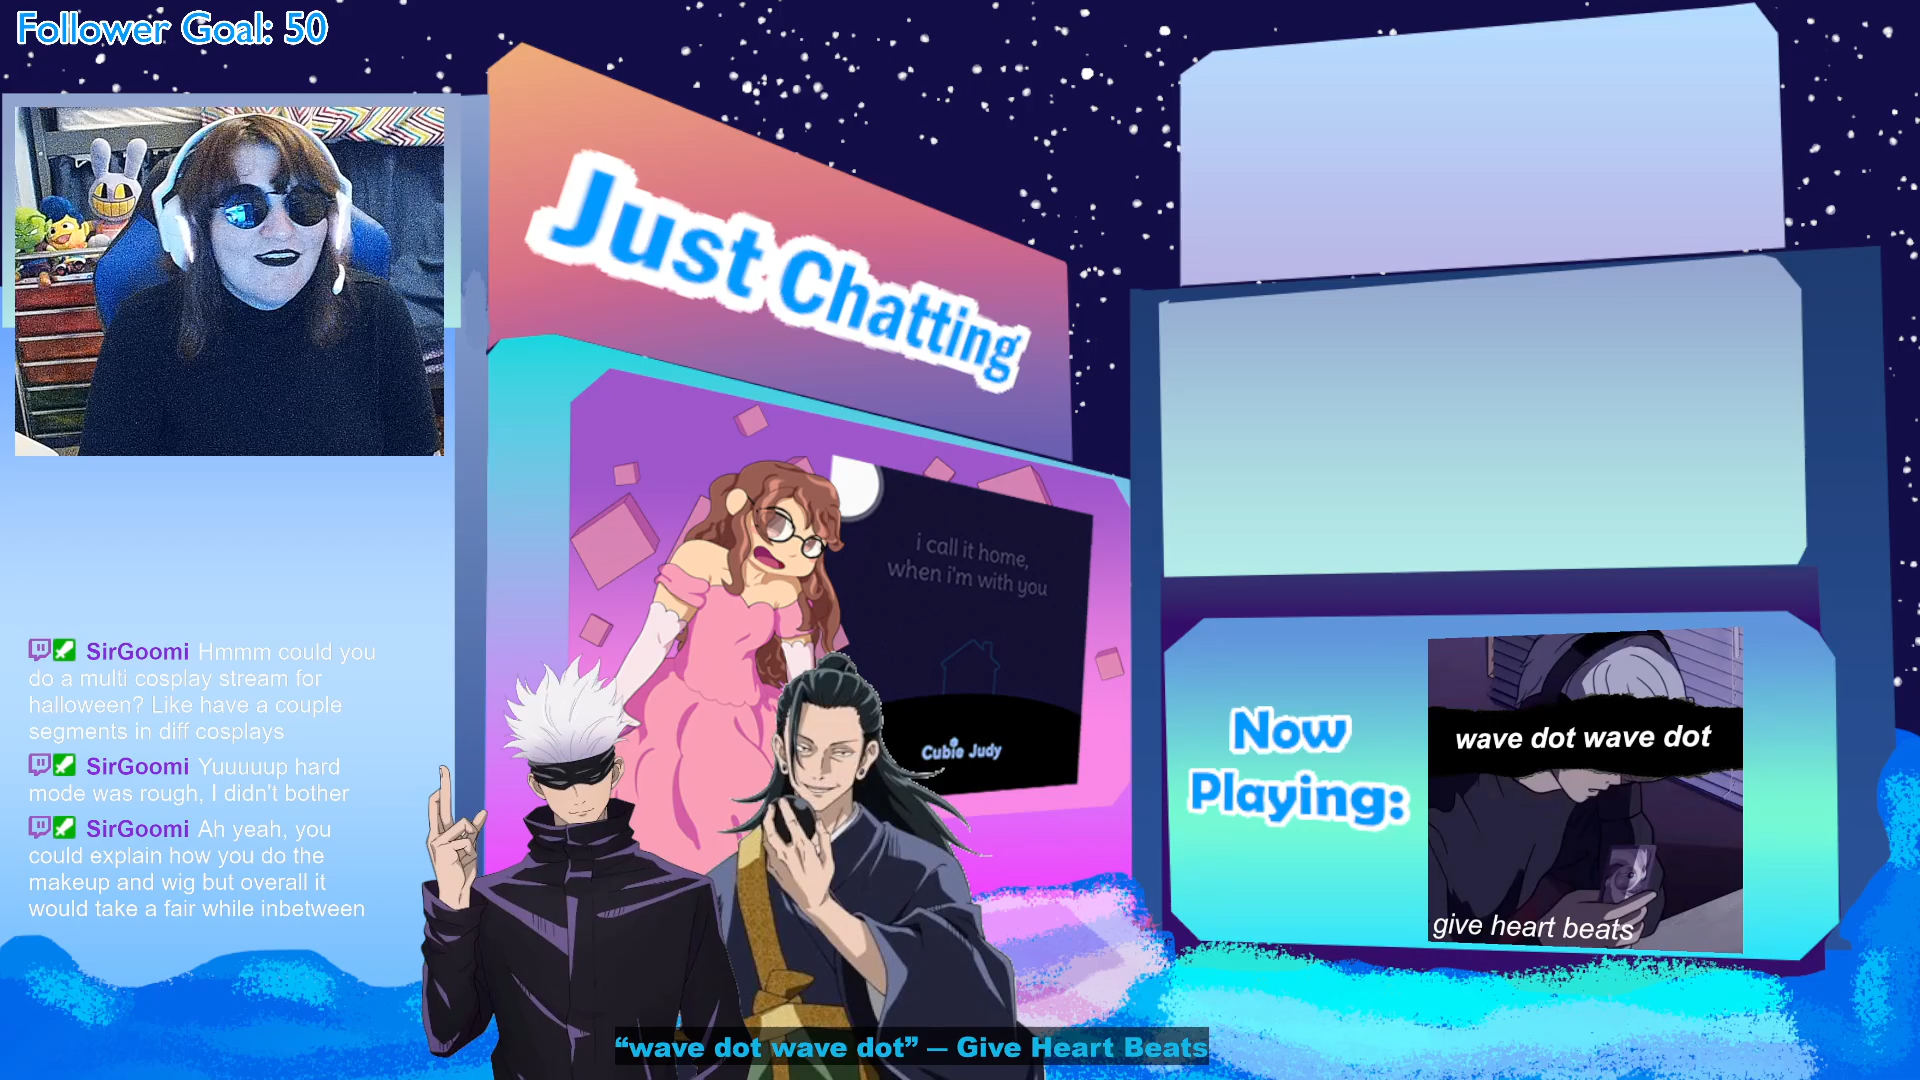 Follower Goal: 50
Just Chatting
i call it home,
when i'm with you
Cubie Judy
SirGoomi Hmmm could you
do a multi cosplay stream for
halloween? Like have a couple
segments in diff cosplays
SirGoomi Yuuuuup hard
mode was rough, I didn't bother
SirGoomi Ah yeah, you
could explain how you do the
makeup and wig but overall it
would take a fair while inbetween
Now
Playing:
wave dot wave dot
give heart beats
“wave dot wave dot” — Give Heart Beats